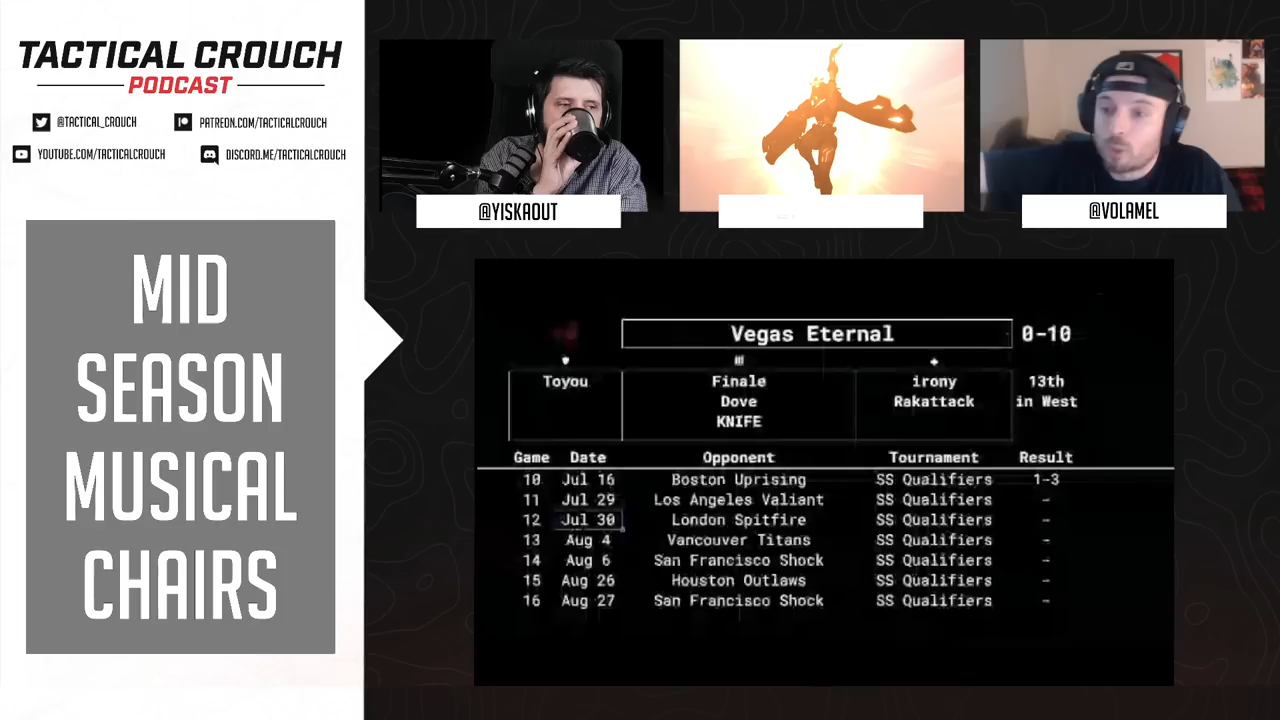 TACTICAL CROUCH
PODCAST
@TACTICAL_CROUCH
PATREON.COM/TACTICALCROUCH
YOUTUBE.COM/TACTICALCROUCH
DISCORD.ME/TACTICALCROUCH
MID
SEASON
MUSICAL
CHAIRS
@YISKAOUT
@VOLAMEL
Vegas Eternal 0-10
Toyou Finale irony 13th
Dove Rakattack in West
KNIFE
Game Date Opponent Tournament Result
10 Jul 16 Boston Uprising SS Qualifiers 1-3
11 Jul 29 Los Angeles Valiant SS Qualifiers -
12 Jul 30 London Spitfire SS Qualifiers -
13 Aug 4 Vancouver Titans SS Qualifiers -
14 Aug 6 San Francisco Shock SS Qualifiers -
15 Aug 26 Houston Outlaws SS Qualifiers -
16 Aug 27 San Francisco Shock SS Qualifiers -